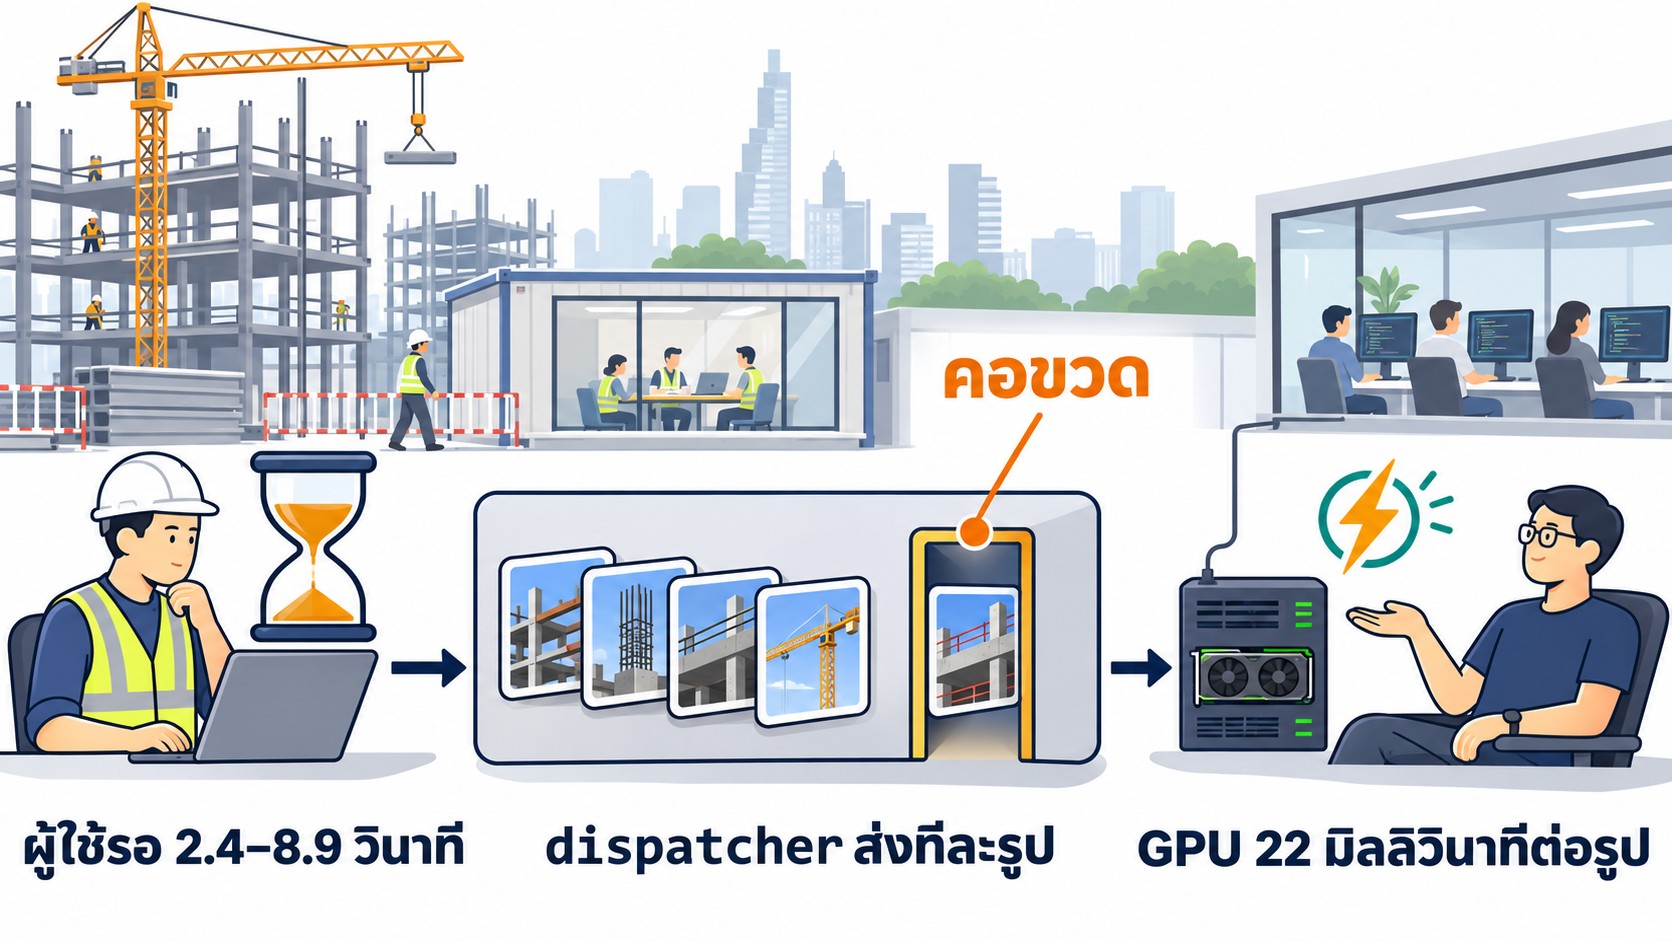 คอขวด
ผู้ใช้รอ 2.4–8.9 วินาที
dispatcher ส่งทีละรูป
GPU 22 มิลลิวินาทีต่อรูป